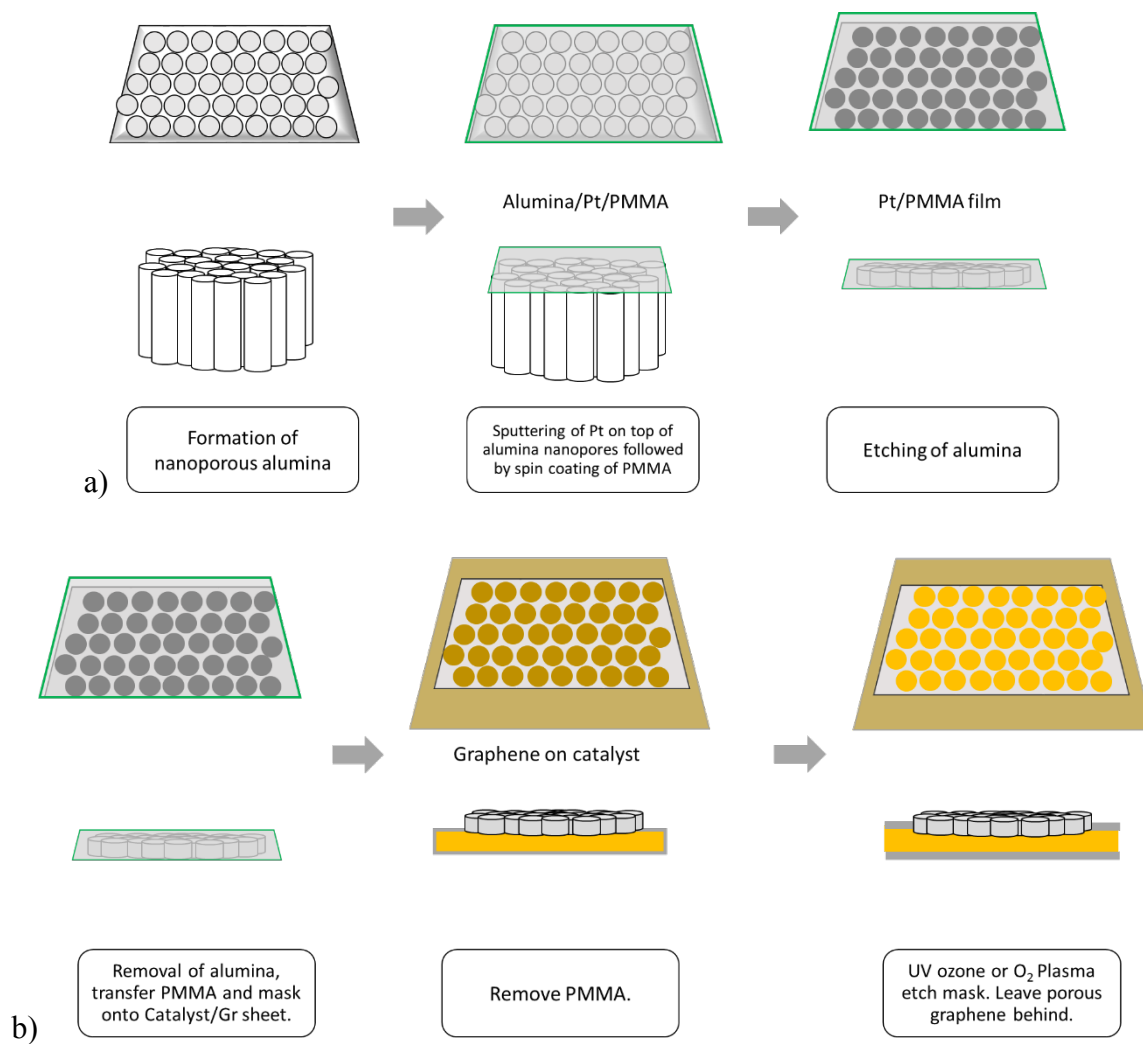 Alumina/Pt/PMMA
Pt/PMMA film
Formation of
nanoporous alumina
Sputtering of Pt on top of
alumina nanopores followed
by spin coating of PMMA
Etching of alumina
a)
Graphene on catalyst
Removal of alumina,
transfer PMMA and mask
onto Catalyst/Gr sheet.
Remove PMMA.
UV ozone or O₂ Plasma
etch mask. Leave porous
graphene behind.
b)